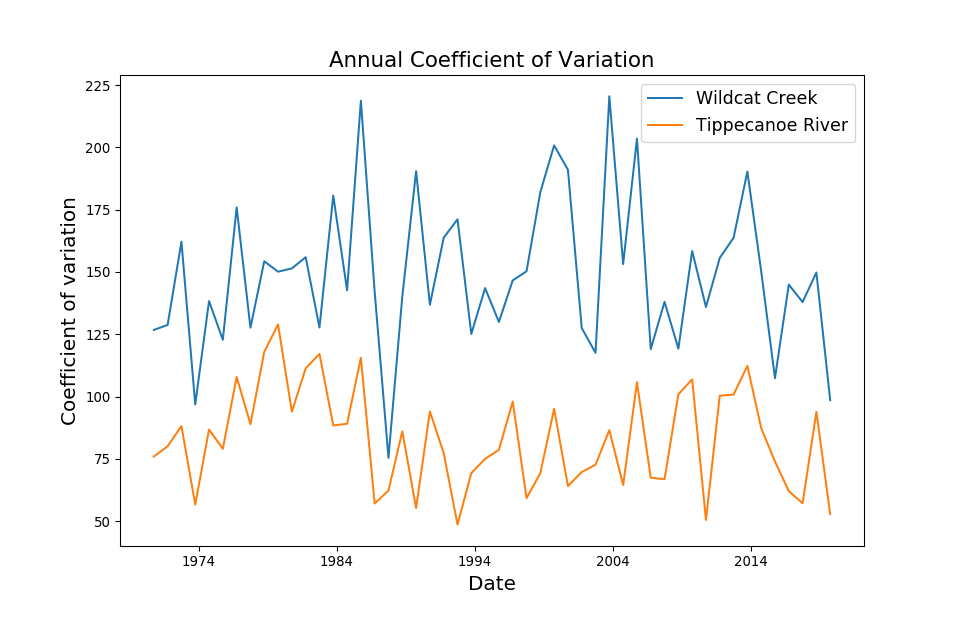 Annual Coefficient of Variation
Wildcat Creek
Tippecanoe River
Coefficient of variation
225
200
175
150
125
100
75
50
1974
1984
1994
2004
2014
Date